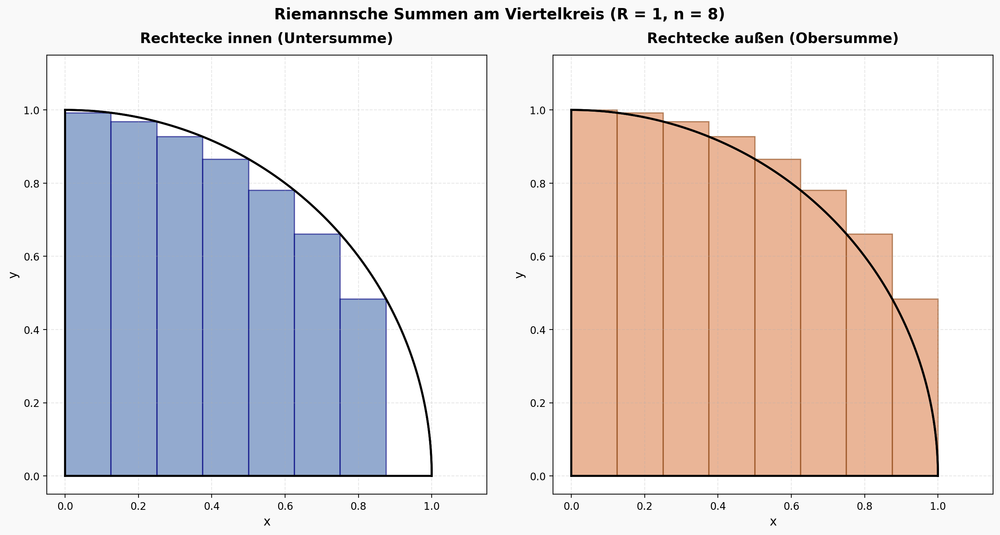 Riemannsche Summen am Viertelkreis (R = 1, n = 8)
Rechtecke innen (Untersumme)
1.0
0.8
0.6
0.4
0.2
0.0
y
0.0 0.2 0.4 0.6 0.8 1.0
x
Rechtecke außen (Obersumme)
1.0
0.8
0.6
0.4
0.2
0.0
y
0.0 0.2 0.4 0.6 0.8 1.0
x